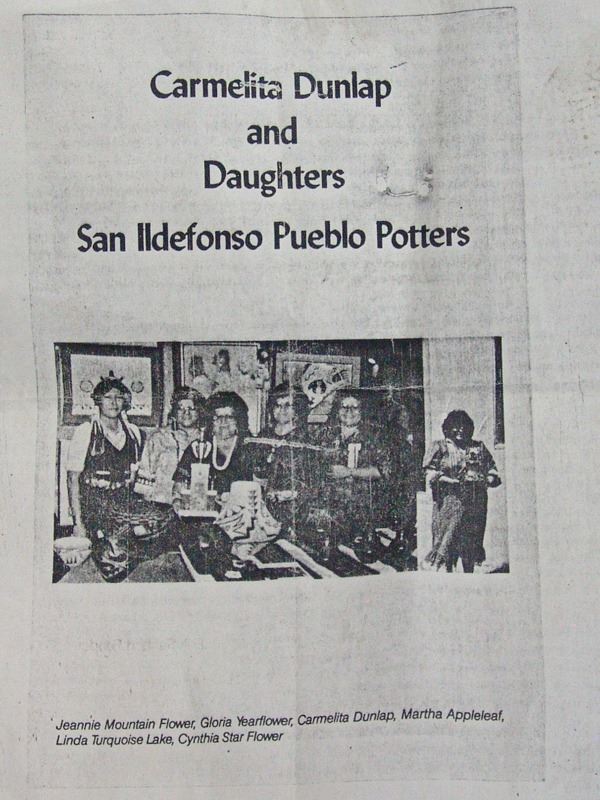 Carmelita Dunlap
and
Daughters
San Ildefonso Pueblo Potters
Jeannie Mountain Flower, Gloria Yearflower, Carmelita Dunlap, Martha Appleleaf,
Linda Turquoise Lake, Cynthia Star Flower